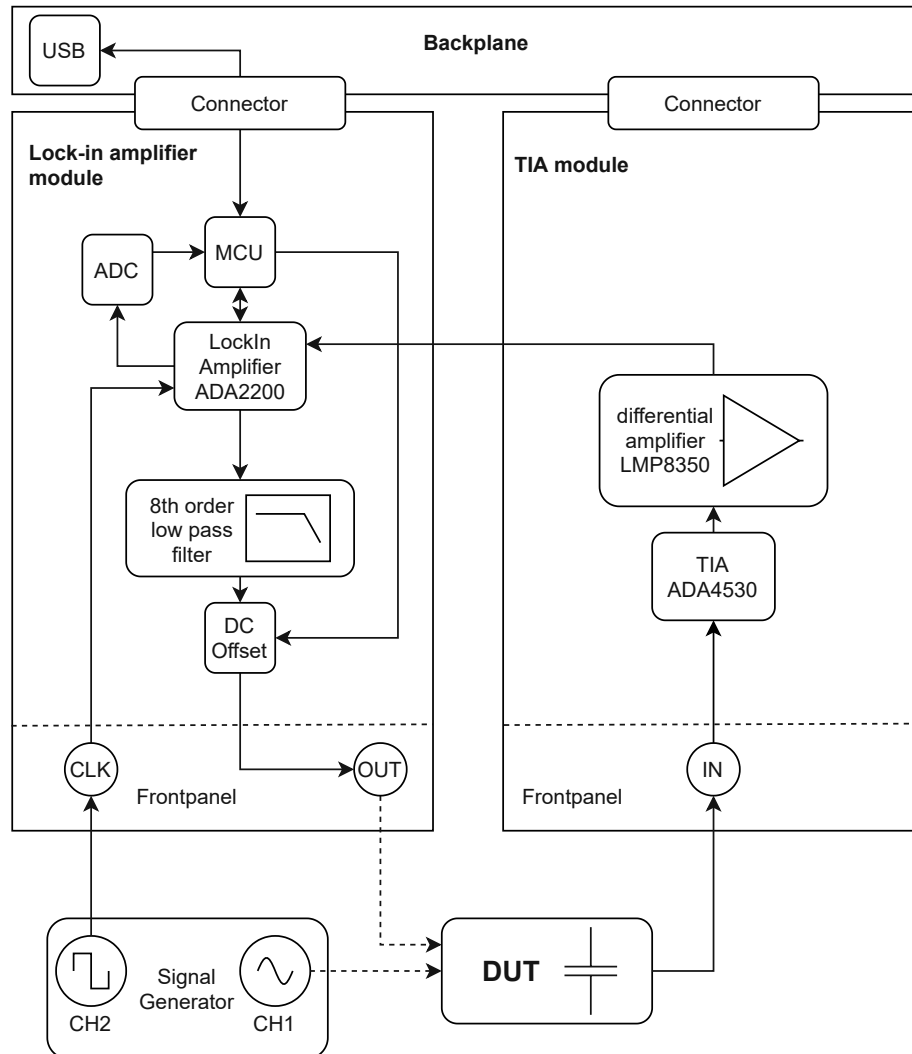 USB
Backplane
Connector
Connector
Lock-in amplifier
module
TIA module
MCU
ADC
LockIn
Amplifier
ADA2200
differential
amplifier
LMP8350
8th order
low pass
filter
TIA
ADA4530
DC
Offset
CLK
OUT
IN
Frontpanel
Frontpanel
Signal
Generator
CH2
CH1
DUT